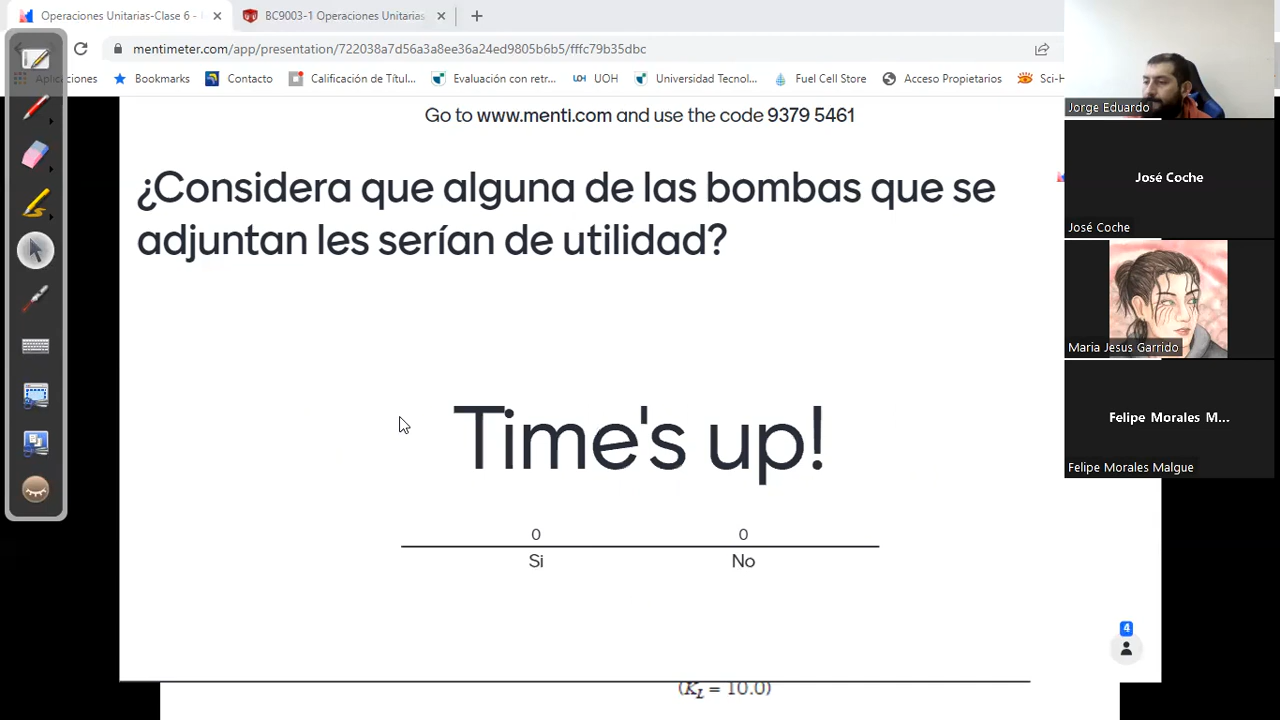 Operaciones Unitarias-Clase 6 -
BC9003-1 Operaciones Unitarias
mentimeter.com/app/presentation/722038a7d56a3a8ee36a24ed9805b6b5/fffc79b35dbc
Aplicaciones
Bookmarks
Contacto
Calificación de Títul...
Evaluación con retr...
UOH
UOH
Universidad Tecnol...
Fuel Cell Store
Acceso Propietarios
Sci-H
Go to www.menti.com and use the code 9379 5461
¿Considera que alguna de las bombas que se
adjuntan les serían de utilidad?
Time's up!
0
0
Si
No
4
(KL = 10.0)
Jorge Eduardo
José Coche
José Coche
Maria Jesus Garrido
Felipe Morales M...
Felipe Morales Malgue